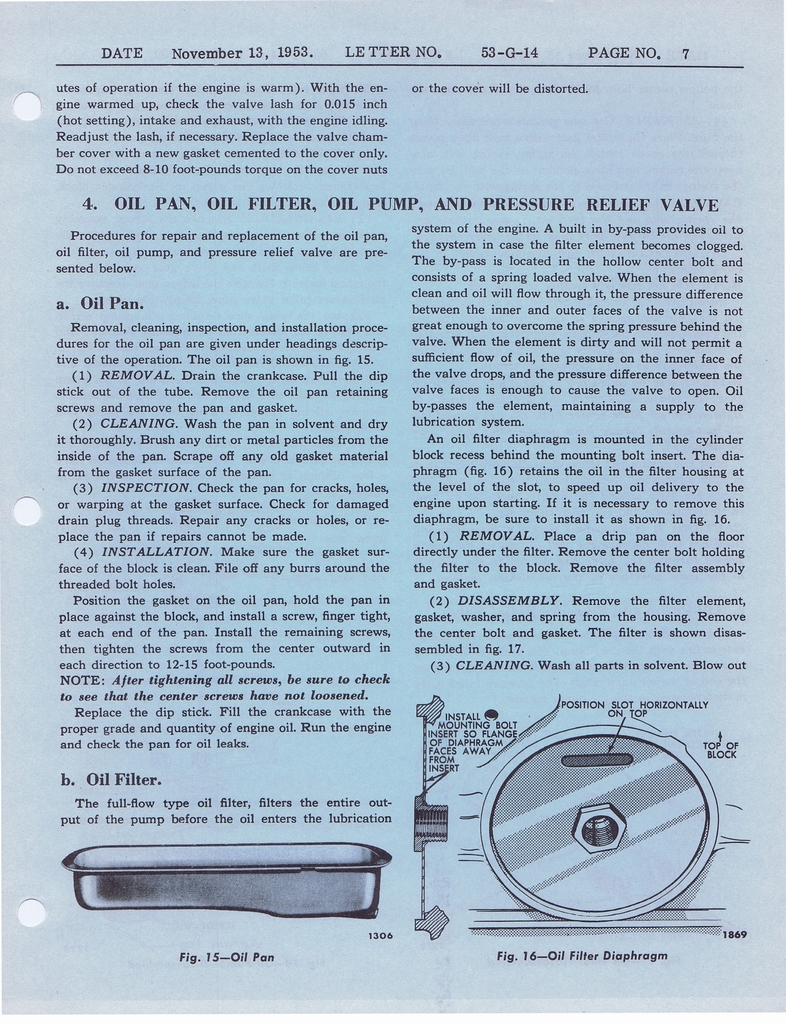 DATE November 13, 1953. LETTER NO. 53-G-14 PAGE NO. 7
utes of operation if the engine is warm). With the en-
gine warmed up, check the valve lash for 0.015 inch
(hot setting), intake and exhaust, with the engine idling.
Readjust the lash, if necessary. Replace the valve cham-
ber cover with a new gasket cemented to the cover only.
Do not exceed 8-10 foot-pounds torque on the cover nuts
or the cover will be distorted.
4. OIL PAN, OIL FILTER, OIL PUMP, AND PRESSURE RELIEF VALVE
Procedures for repair and replacement of the oil pan,
oil filter, oil pump, and pressure relief valve are pre-
sented below.
a. Oil Pan.
Removal, cleaning, inspection, and installation proce-
dures for the oil pan are given under headings descrip-
tive of the operation. The oil pan is shown in fig. 15.
(1) REMOVAL. Drain the crankcase. Pull the dip
stick out of the tube. Remove the oil pan retaining
screws and remove the pan and gasket.
(2) CLEANING. Wash the pan in solvent and dry
it thoroughly. Brush any dirt or metal particles from the
inside of the pan. Scrape off any old gasket material
from the gasket surface of the pan.
(3) INSPECTION. Check the pan for cracks, holes,
or warping at the gasket surface. Check for damaged
drain plug threads. Repair any cracks or holes, or re-
place the pan if repairs cannot be made.
(4) INSTALLATION. Make sure the gasket sur-
face of the block is clean. File off any burrs around the
threaded bolt holes.
Position the gasket on the oil pan, hold the pan in
place against the block, and install a screw, finger tight,
at each end of the pan. Install the remaining screws,
then tighten the screws from the center outward in
each direction to 12-15 foot-pounds.
NOTE: After tightening all screws, be sure to check
to see that the center screws have not loosened.
Replace the dip stick. Fill the crankcase with the
proper grade and quantity of engine oil. Run the engine
and check the pan for oil leaks.
b. Oil Filter.
The full-flow type oil filter, filters the entire out-
put of the pump before the oil enters the lubrication
1306
Fig. 15—Oil Pan
system of the engine. A built in by-pass provides oil to
the system in case the filter element becomes clogged.
The by-pass is located in the hollow center bolt and
consists of a spring loaded valve. When the element is
clean and oil will flow through it, the pressure difference
between the inner and outer faces of the valve is not
great enough to overcome the spring pressure behind the
valve. When the element is dirty and will not permit a
sufficient flow of oil, the pressure on the inner face of
the valve drops, and the pressure difference between the
valve faces is enough to cause the valve to open. Oil
by-passes the element, maintaining a supply to the
lubrication system.
An oil filter diaphragm is mounted in the cylinder
block recess behind the mounting bolt insert. The dia-
phragm (fig. 16) retains the oil in the filter housing at
the level of the slot, to speed up oil delivery to the
engine upon starting. If it is necessary to remove this
diaphragm, be sure to install it as shown in fig. 16.
(1) REMOVAL. Place a drip pan on the floor
directly under the filter. Remove the center bolt holding
the filter to the block. Remove the filter assembly
and gasket.
(2) DISASSEMBLY. Remove the filter element,
gasket, washer, and spring from the housing. Remove
the center bolt and gasket. The filter is shown disas-
sembled in fig. 17.
(3) CLEANING. Wash all parts in solvent. Blow out
INSTALL
MOUNTING BOLT
INSERT SO FLANGE
OF DIAPHRAGM
FACES AWAY
FROM
INSERT
POSITION SLOT HORIZONTALLY
ON TOP
TOP OF
BLOCK
1869
Fig. 16—Oil Filter Diaphragm